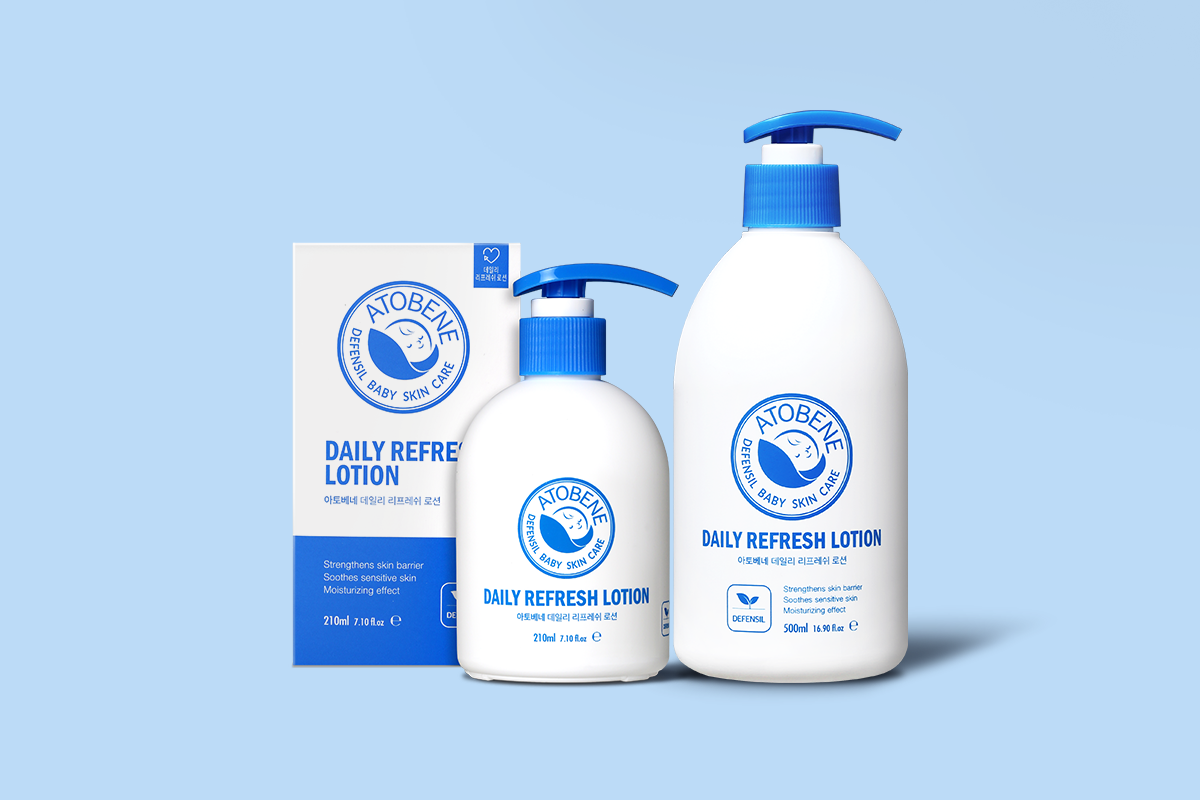 데일리
리프레쉬 로션
ATOBENE
DEFENSIL BABY SKIN CARE
DAILY REFRE
LOTION
아토베네 데일리 리프레쉬 로션
Strengthens skin barrier
Soothes sensitive skin
Moisturizing effect
210ml 7.10 fl.oz ℮
DEF
ATOBENE
DEFENSIL BABY SKIN CARE
DAILY REFRESH LOTION
아토베네 데일리 리프레쉬 로션
210ml 7.10 fl.oz ℮
ATOBENE
DEFENSIL BABY SKIN CARE
DAILY REFRESH LOTION
아토베네 데일리 리프레쉬 로션
DEFENSIL
Strengthens skin barrier
Soothes sensitive skin
Moisturizing effect
500ml 16.90 fl.oz ℮